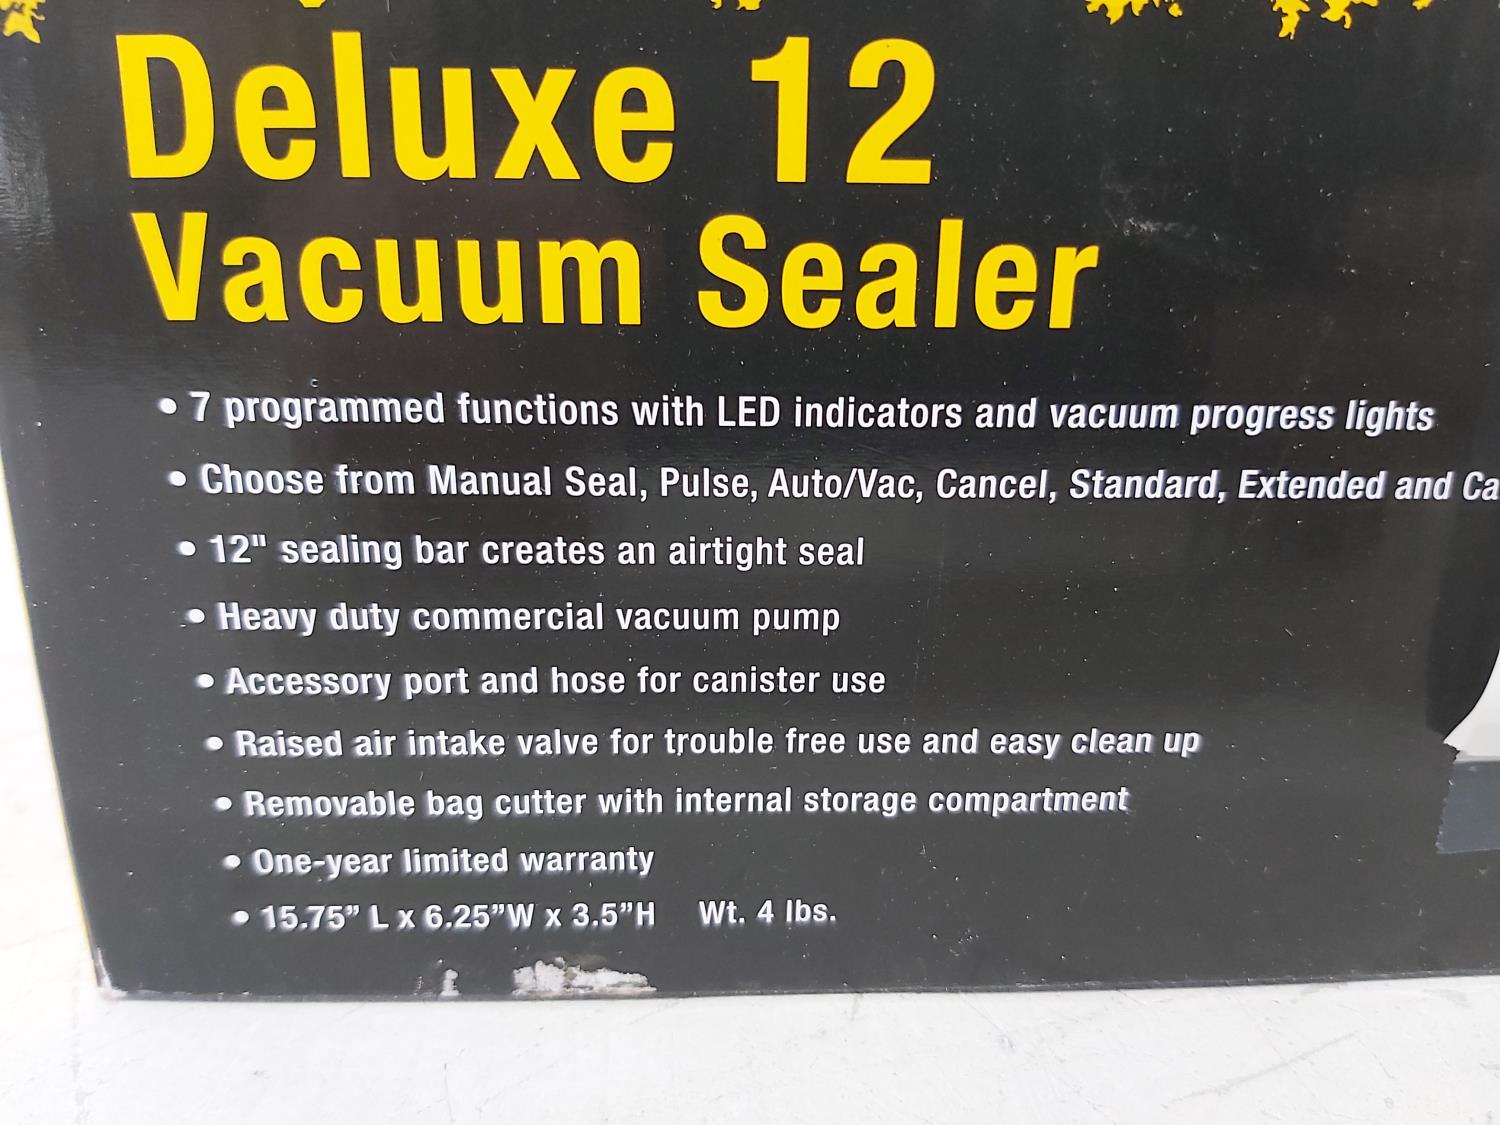 Deluxe 12
Vacuum Sealer
• 7 programmed functions with LED indicators and vacuum progress lights
• Choose from Manual Seal, Pulse, Auto/Vac, Cancel, Standard, Extended and Ca
• 12" sealing bar creates an airtight seal
• Heavy duty commercial vacuum pump
• Accessory port and hose for canister use
• Raised air intake valve for trouble free use and easy clean up
• Removable bag cutter with internal storage compartment
• One-year limited warranty
• 15.75” L x 6.25”W x 3.5”H Wt. 4 lbs.